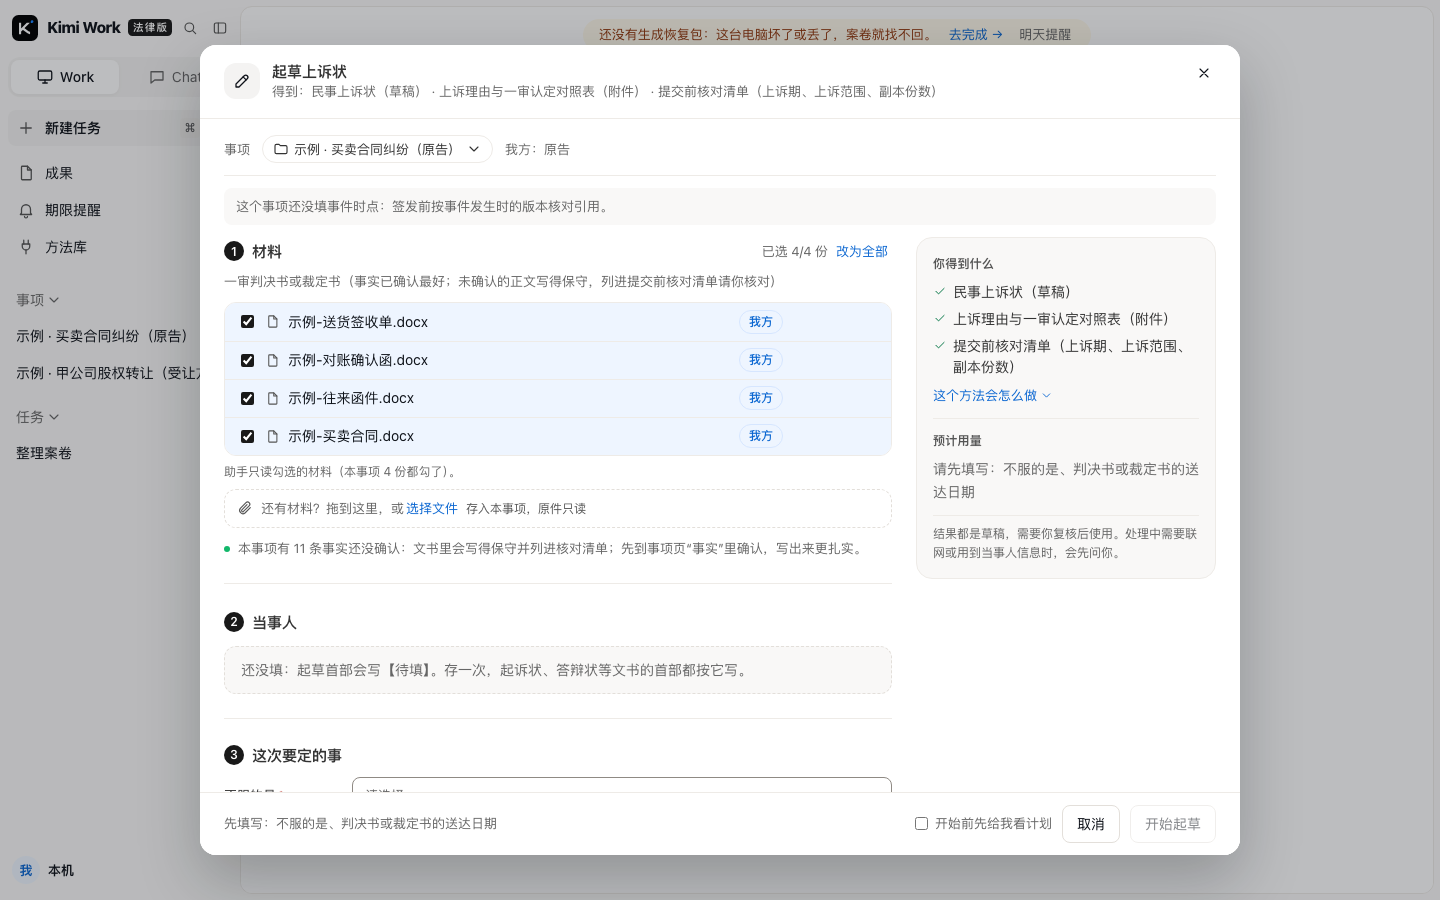 Kimi Work 法律版
还没有生成恢复包：这台电脑坏了或丢了，案卷就找不回。 去完成 → 明天提醒
Work
Chat
新建任务 ⌘
成果
期限提醒
方法库
事项
示例 · 买卖合同纠纷（原告）
示例 · 甲公司股权转让（受让
任务
整理案卷
我 本机
起草上诉状
得到：民事上诉状（草稿） · 上诉理由与一审认定对照表（附件） · 提交前核对清单（上诉期、上诉范围、副本份数）
事项 示例 · 买卖合同纠纷（原告） 我方：原告
这个事项还没填事件时点：签发前按事件发生时的版本核对引用。
1 材料 已选 4/4 份 改为全部
一审判决书或裁定书（事实已确认最好；未确认的正文写得保守，列进提交前核对清单请你核对）
示例-送货签收单.docx 我方
示例-对账确认函.docx 我方
示例-往来函件.docx 我方
示例-买卖合同.docx 我方
助手只读勾选的材料（本事项 4 份都勾了）。
还有材料？拖到这里，或 选择文件 存入本事项，原件只读
本事项有 11 条事实还没确认：文书里会写得保守并列进核对清单；先到事项页“事实”里确认，写出来更扎实。
2 当事人
还没填：起草首部会写【待填】。存一次，起诉状、答辩状等文书的首部都按它写。
3 这次要定的事
你得到什么
民事上诉状（草稿）
上诉理由与一审认定对照表（附件）
提交前核对清单（上诉期、上诉范围、
副本份数）
这个方法会怎么做
预计用量
请先填写：不服的是、判决书或裁定书的送
达日期
结果都是草稿，需要你复核后使用。处理中需要联
网或用到当事人信息时，会先问你。
先填写：不服的是、判决书或裁定书的送达日期
开始前先给我看计划 取消 开始起草